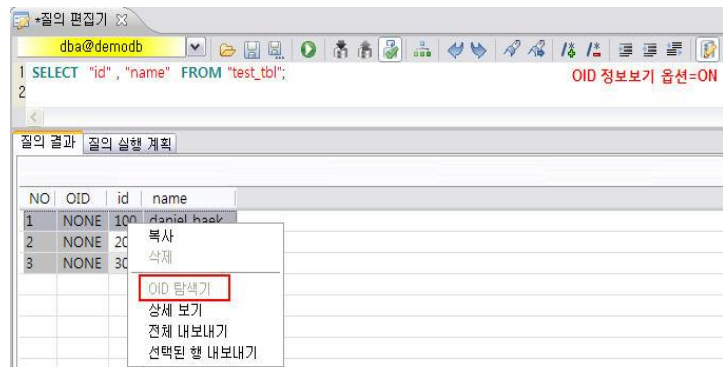 *질의 편집기
dba@demodb
1 SELECT "id" , "name" FROM "test_tbl";
OID 정보보기 옵션=ON
2
질의 결과 질의 실행 계획
NO OID id name
1 NONE 100 daniel baek
2 NONE 20
3 NONE 30
복사
삭제
OID 탐색기
상세 보기
전체 내보내기
선택된 행 내보내기